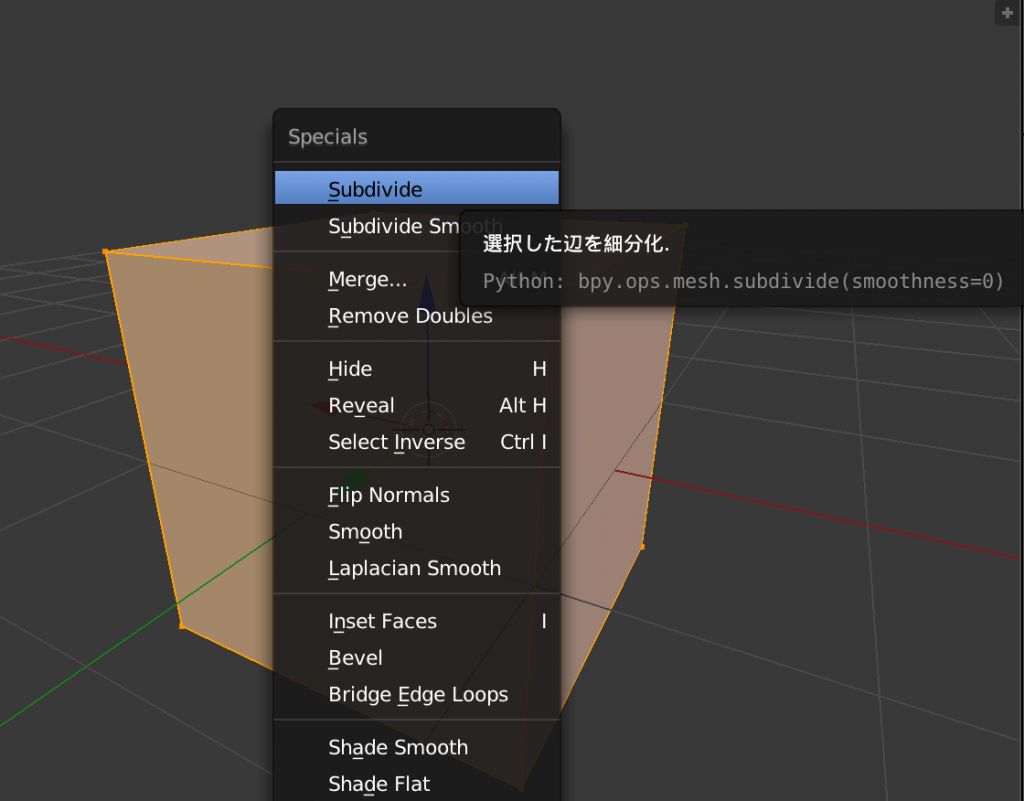 Specials
Subdivide
Subdivide Smooth
選択した辺を細分化.
Python: bpy.ops.mesh.subdivide(smoothness=0)
Merge...
Remove Doubles
Hide H
Reveal Alt H
Select Inverse Ctrl I
Flip Normals
Smooth
Laplacian Smooth
Inset Faces I
Bevel
Bridge Edge Loops
Shade Smooth
Shade Flat